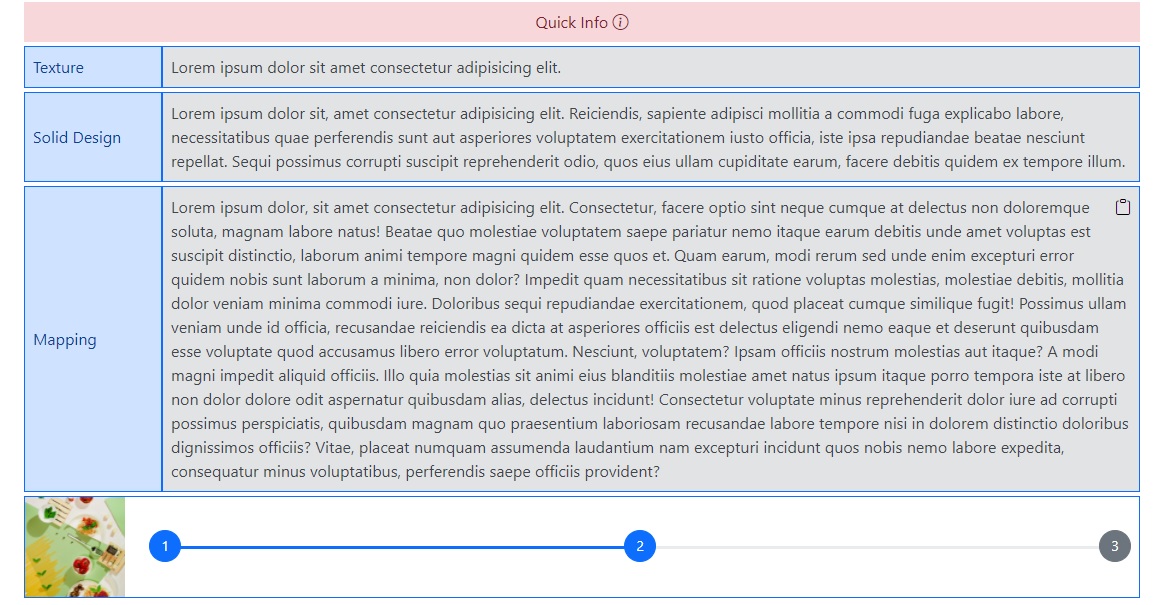 Quick Info
Texture
Lorem ipsum dolor sit amet consectetur adipisicing elit.
Solid Design
Lorem ipsum dolor sit, amet consectetur adipisicing elit. Reiciendis, sapiente adipisci mollitia a commodi fuga explicabo labore,
necessitatibus quae perferendis sunt aut asperiores voluptatem exercitationem iusto officia, iste ipsa repudiandae beatae nesciunt
repellat. Sequi possimus corrupti suscipit reprehenderit odio, quos eius ullam cupiditate earum, facere debitis quidem ex tempore illum.
Mapping
Lorem ipsum dolor, sit amet consectetur adipisicing elit. Consectetur, facere optio sint neque cumque at delectus non doloremque
soluta, magnam labore natus! Beatae quo molestiae voluptatem saepe pariatur nemo itaque earum debitis unde amet voluptas est
suscipit distinctio, laborum animi tempore magni quidem esse quos et. Quam earum, modi rerum sed unde enim excepturi error
quidem nobis sunt laborum a minima, non dolor? Impedit quam necessitatibus sit ratione voluptas molestias, molestiae debitis, mollitia
dolor veniam minima commodi iure. Doloribus sequi repudiandae exercitationem, quod placeat cumque similique fugit! Possimus ullam
veniam unde id officia, recusandae reiciendis ea dicta at asperiores officiis est delectus eligendi nemo eaque et deserunt quibusdam
esse voluptate quod accusamus libero error voluptatum. Nesciunt, voluptatem? Ipsam officiis nostrum molestias aut itaque? A modi
magni impedit aliquid officiis. Illo quia molestias sit animi eius blanditiis molestiae amet natus ipsum itaque porro tempora iste at libero
non dolor dolore odit aspernatur quibusdam alias, delectus incidunt! Consectetur voluptate minus reprehenderit dolor iure ad corrupti
possimus perspiciatis, quibusdam magnam quo praesentium laboriosam recusandae labore tempore nisi in dolorem distinctio doloribus
dignissimos officiis? Vitae, placeat numquam assumenda laudantium nam excepturi incidunt quos nobis nemo labore expedita,
consequatur minus voluptatibus, perferendis saepe officiis provident?
1 2 3